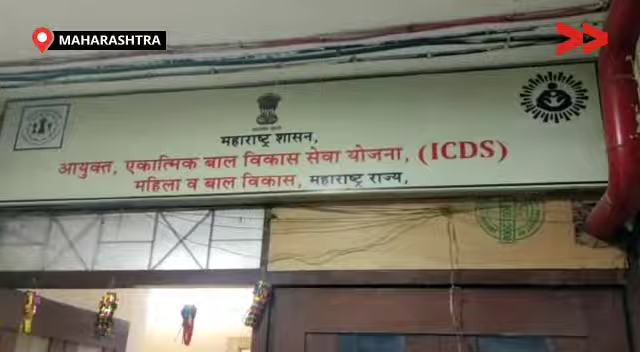 MAHARASHTRA
महाराष्ट्र शासन,
आयुक्त, एकात्मिक बाल विकास सेवा योजना, (ICDS)
महिला व बाल विकास, महाराष्ट्र राज्य,